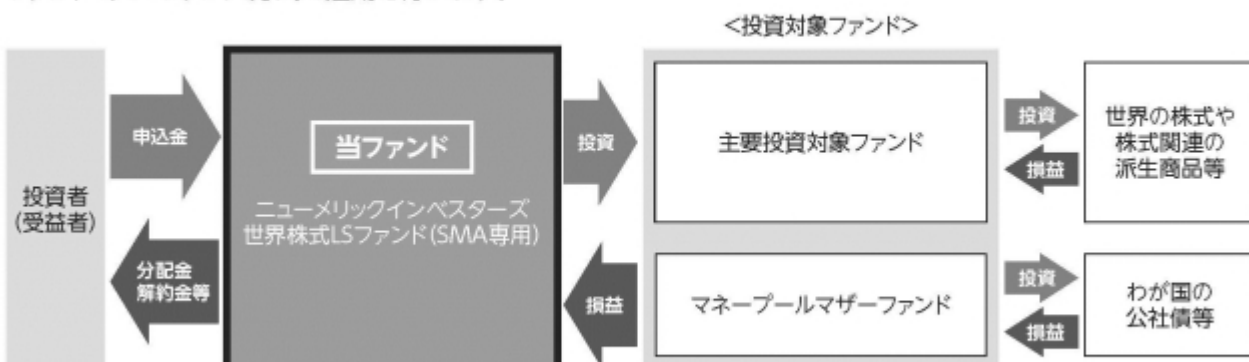 <投資対象ファンド>
投資者
(受益者)
申込金
分配金
解約金等
当ファンド
ニューメリックインベスターズ
世界株式LSファンド(SMA専用)
投資
損益
主要投資対象ファンド
マネープールマザーファンド
投資
損益
世界の株式や
株式関連の
派生商品等
投資
損益
わが国の
公社債等